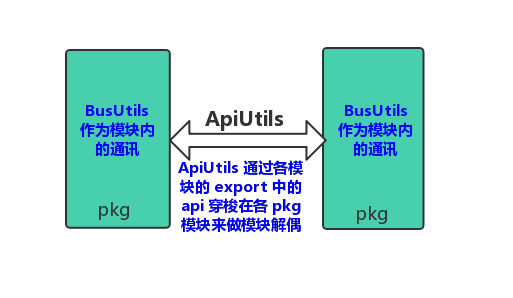 BusUtils
作为模块内
的通讯
pkg
ApiUtils
ApiUtils 通过各模
块的 export 中的
api 穿梭在各 pkg
模块来做模块解偶
BusUtils
作为模块内
的通讯
pkg